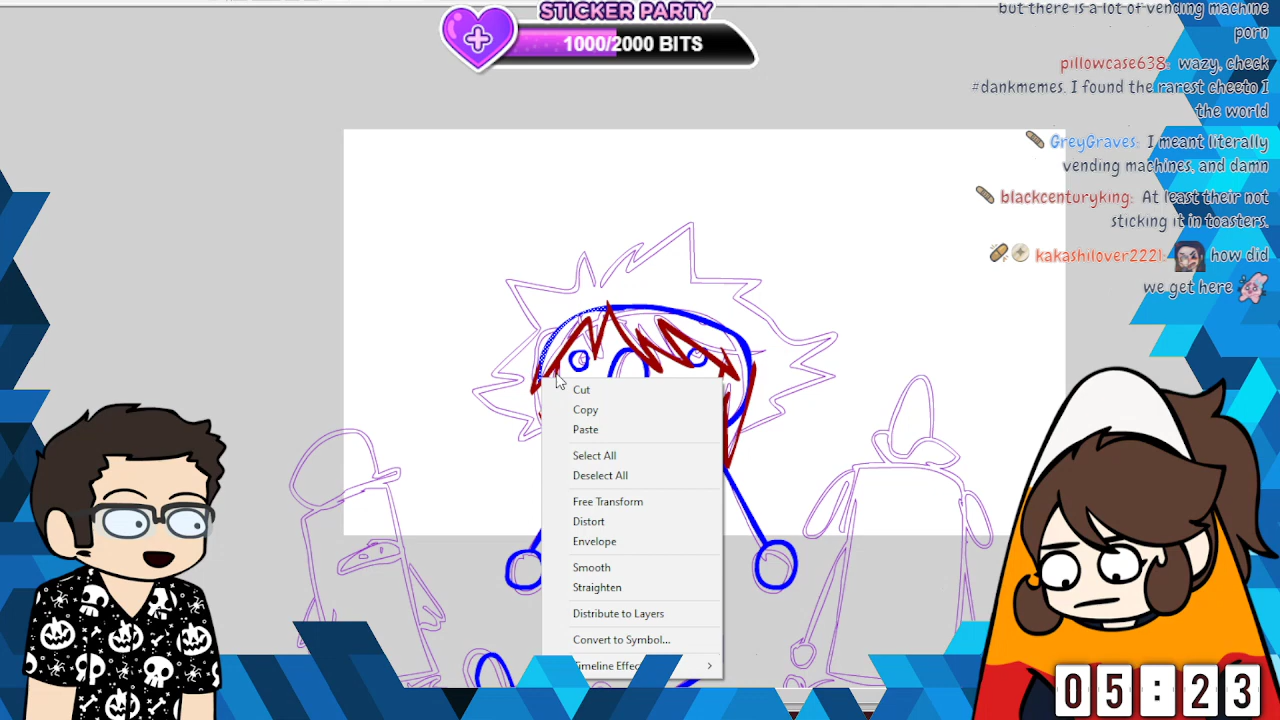 STICKER PARTY
1000/2000 BITS
but there is a lot of vending machine
porn
pillowcase638: wazy, check
#dankmemes. I found the rarest cheeto I
the world
GreyGraves: I meant literally
vending machines, and damn
blackcenturyking: At least their not
sticking it in toasters.
kakashilover2221: how did
we get here
Cut
Copy
Paste
Select All
Deselect All
Free Transform
Distort
Envelope
Smooth
Straighten
Distribute to Layers
Convert to Symbol...
Timeline Effec
05:23